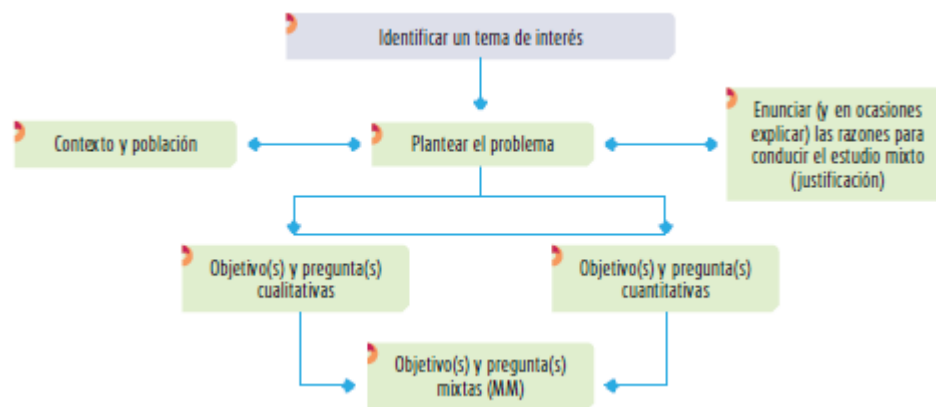 Identificar un tema de interés
Contexto y población
Plantear el problema
Enunciar (y en ocasiones
explicar) las razones para
conducir el estudio mixto
(justificación)
Objetivo(s) y pregunta(s)
cualitativas
Objetivo(s) y pregunta(s)
cuantitativas
Objetivo(s) y pregunta(s)
mixtas (MM)